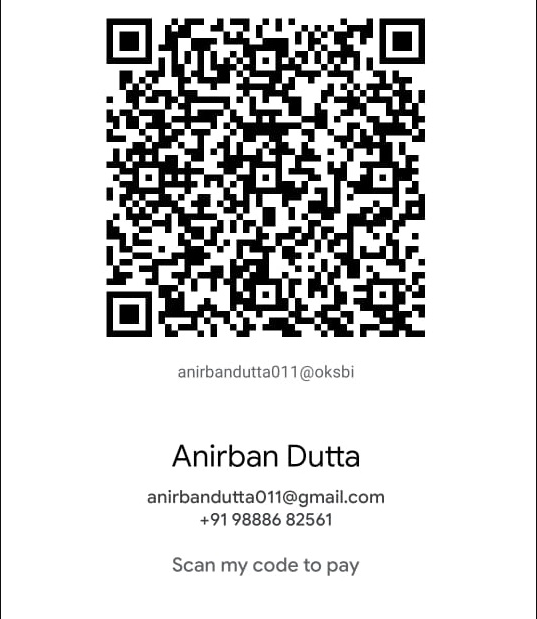 anirbandutta011@oksbi
Anirban Dutta
anirbandutta011@gmail.com
+91 98886 82561
Scan my code to pay